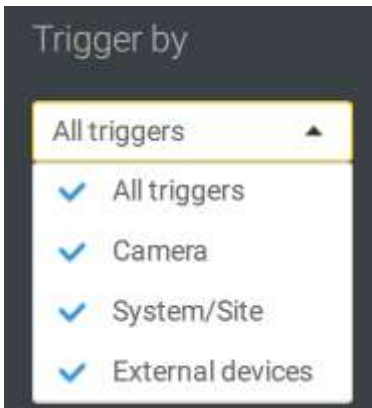 Trigger by
All triggers
All triggers
Camera
System/Site
External devices